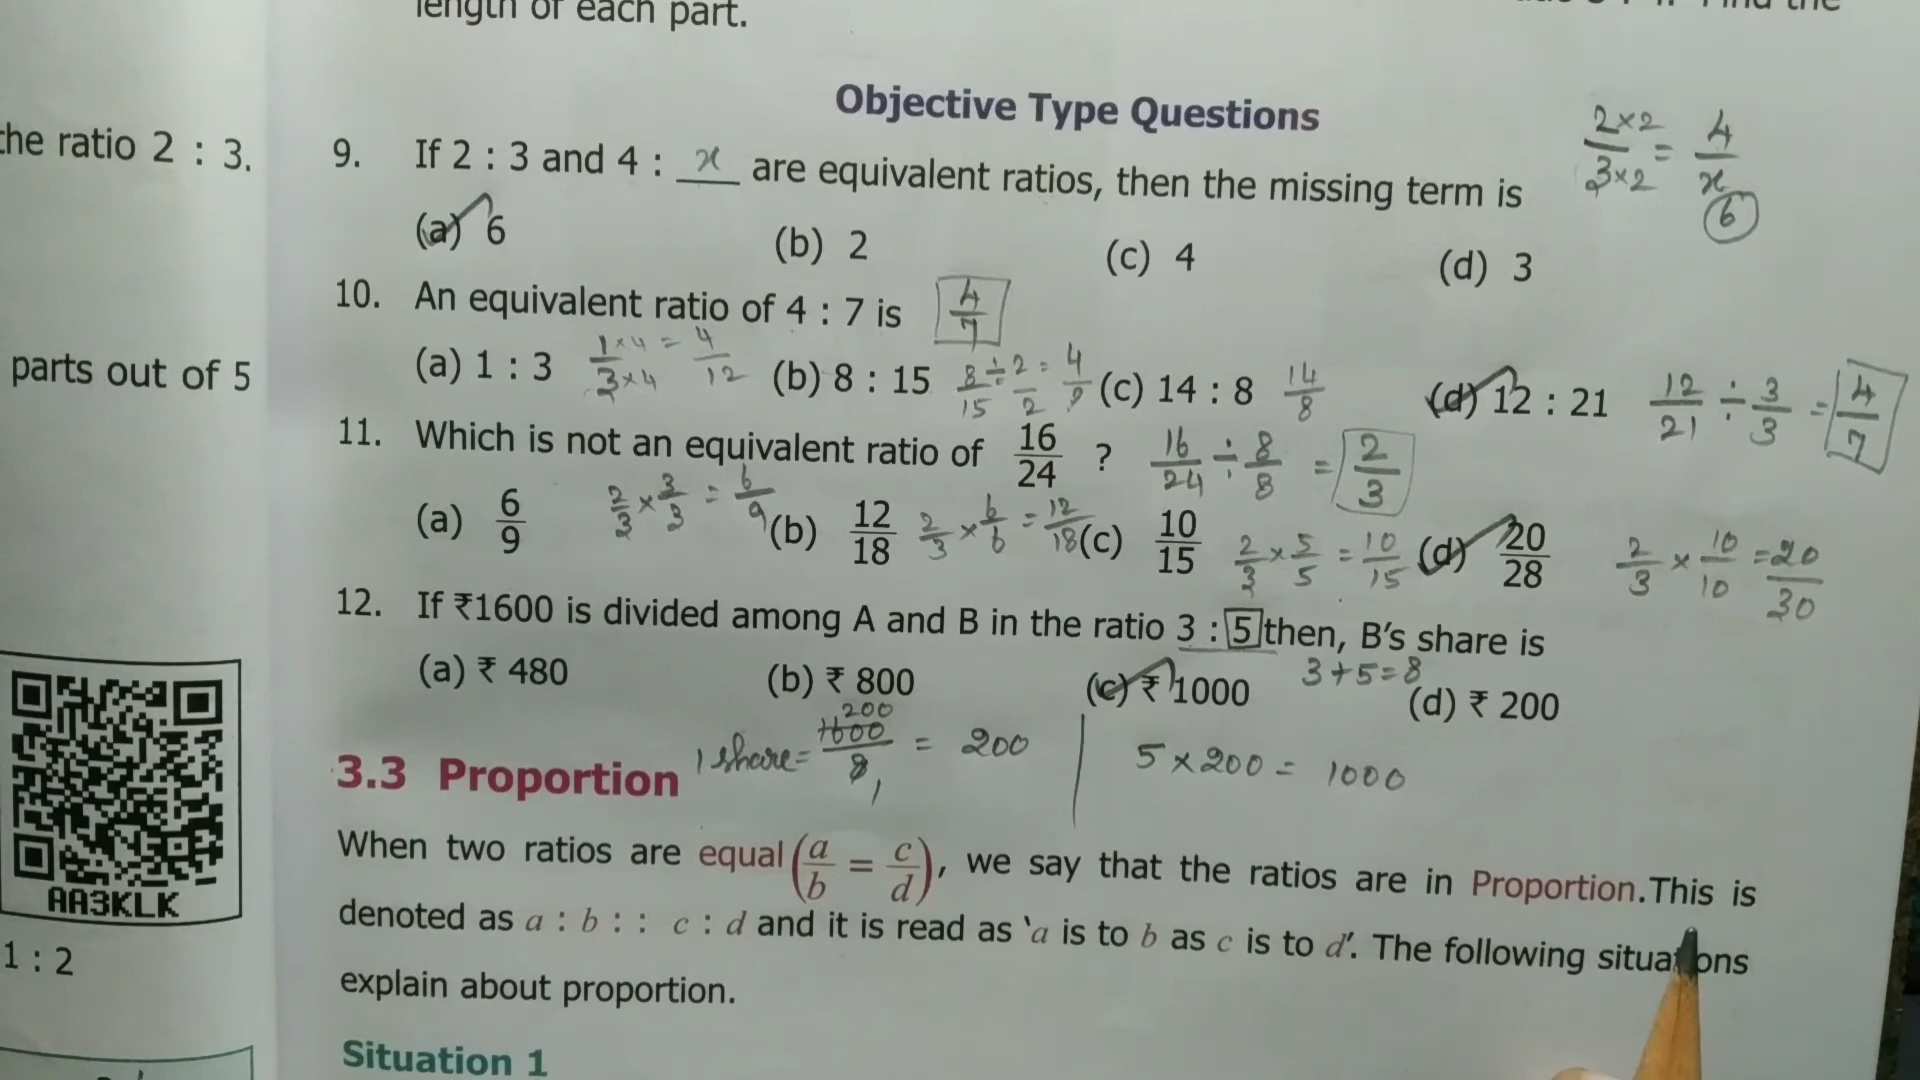 length of each part.
the ratio 2 : 3.
parts out of 5
AA3KLK
1 : 2
Objective Type Questions
2×2/3×2 = 4/x
6
9. If 2 : 3 and 4 : x are equivalent ratios, then the missing term is
(a) 6 (b) 2 (c) 4 (d) 3
10. An equivalent ratio of 4 : 7 is 4/7
(a) 1 : 3 1×4/3×4 = 4/12 (b) 8 : 15 8/15 ÷ 2/2 = 4/ (c) 14 : 8 14/8 (d) 12 : 21 12/21 ÷ 3/3 = 4/7
11. Which is not an equivalent ratio of 16/24 ? 16/24 ÷ 8/8 = 2/3
(a) 6/9 2/3 × 3/3 = 6/9 (b) 12/18 2/3 × 6/6 = 12/18 (c) 10/15 2/3 × 5/5 = 10/15 (d) 20/28 2/3 × 10/10 = 20/30
12. If ₹1600 is divided among A and B in the ratio 3 : 5 then, B's share is
3+5=8
(a) ₹ 480 (b) ₹ 800 (c) ₹ 1000 (d) ₹ 200
1 share = 1600/8 = 200 5×200 = 1000
200
1
3.3 Proportion
When two ratios are equal (a/b = c/d), we say that the ratios are in Proportion.This is
denoted as a : b : : c : d and it is read as ‘a is to b as c is to d’. The following situations
explain about proportion.
Situation 1